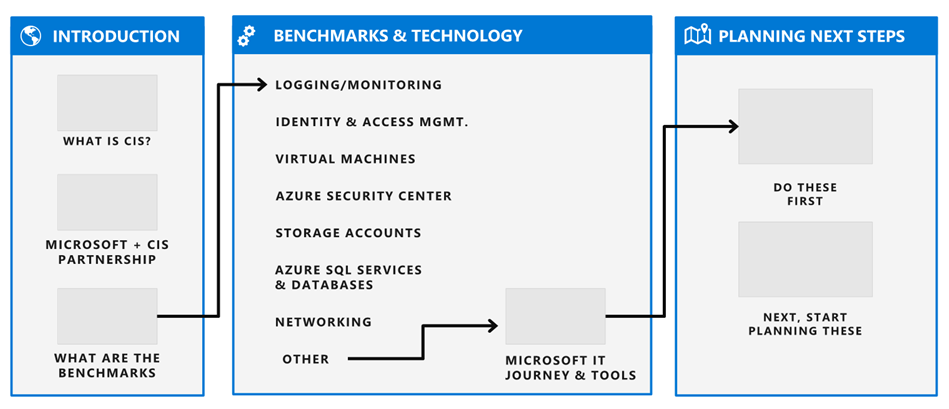 INTRODUCTION
WHAT IS CIS?
MICROSOFT + CIS
PARTNERSHIP
WHAT ARE THE
BENCHMARKS
BENCHMARKS & TECHNOLOGY
LOGGING/MONITORING
IDENTITY & ACCESS MGMT.
VIRTUAL MACHINES
AZURE SECURITY CENTER
STORAGE ACCOUNTS
AZURE SQL SERVICES
& DATABASES
NETWORKING
OTHER
MICROSOFT IT
JOURNEY & TOOLS
PLANNING NEXT STEPS
DO THESE
FIRST
NEXT, START
PLANNING THESE